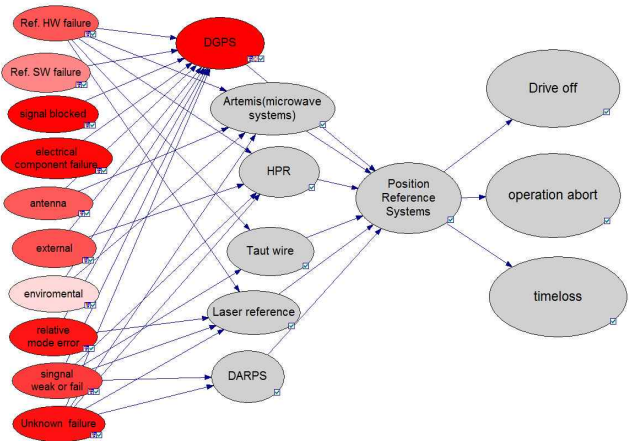 Ref. HW failure
Ref. SW failure
signal blocked
electrical
component failure
antenna
external
enviromental
relative
mode error
singnal
weak or fail
Unknown failure
DGPS
Artemis(microwave
systems)
HPR
Taut wire
Laser reference
DARPS
Position
Reference
Systems
Drive off
operation abort
timeloss